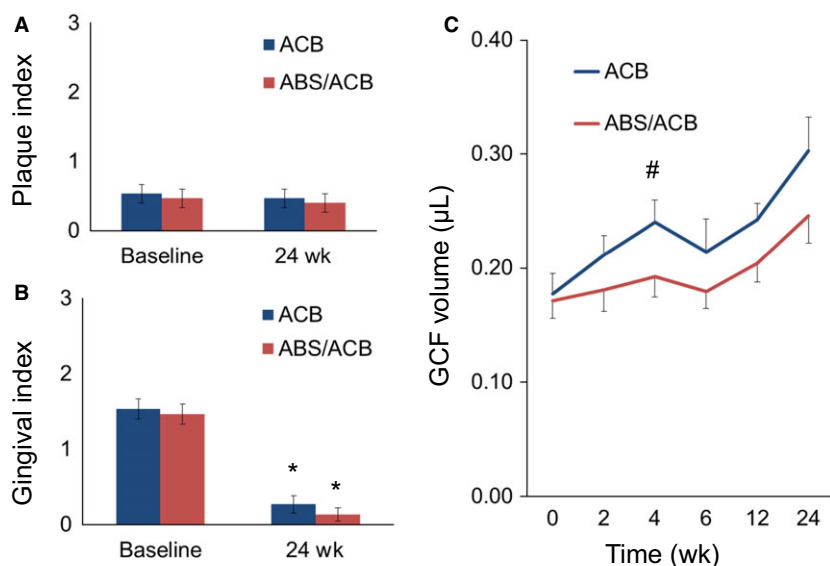 A
3
2
1
0
Plaque index
ACB
ABS/ACB
Baseline
24 wk
B
3
2
1
0
Gingival index
ACB
ABS/ACB
*
*
Baseline
24 wk
C
0.40
0.30
0.20
0.10
0.00
GCF volume (µL)
ACB
ABS/ACB
#
0 2 4 6 12 24
Time (wk)